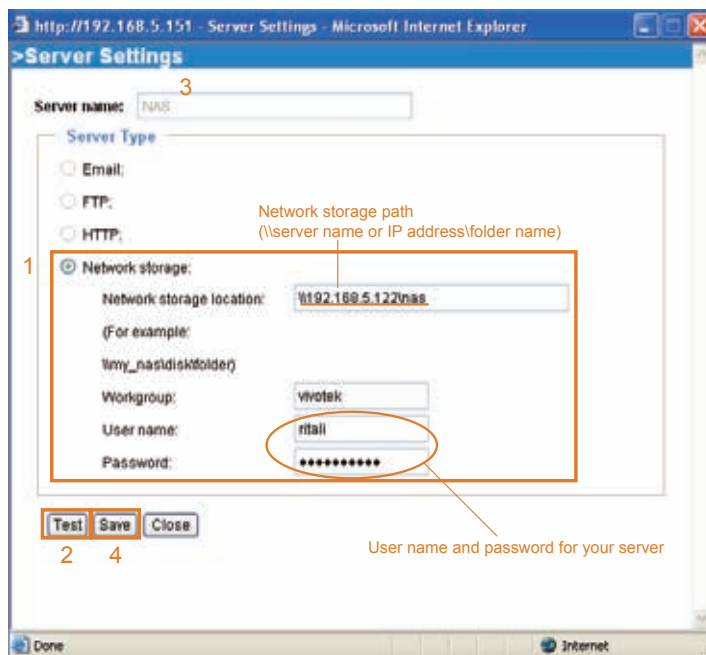 http://192.168.5.151 - Server Settings - Microsoft Internet Explorer
>Server Settings
3
Server name: NAS
Server Type
Email:
FTP:
HTTP:
Network storage path
(\\server name or IP address\folder name)
1
Network storage:
Network storage location: \\192.168.5.122\nas
(For example:
\\my_nas\disk\folder)
Workgroup: vivotek
User name: ritali
Password: ••••••••••
Test Save Close
2 4
User name and password for your server
Done Internet